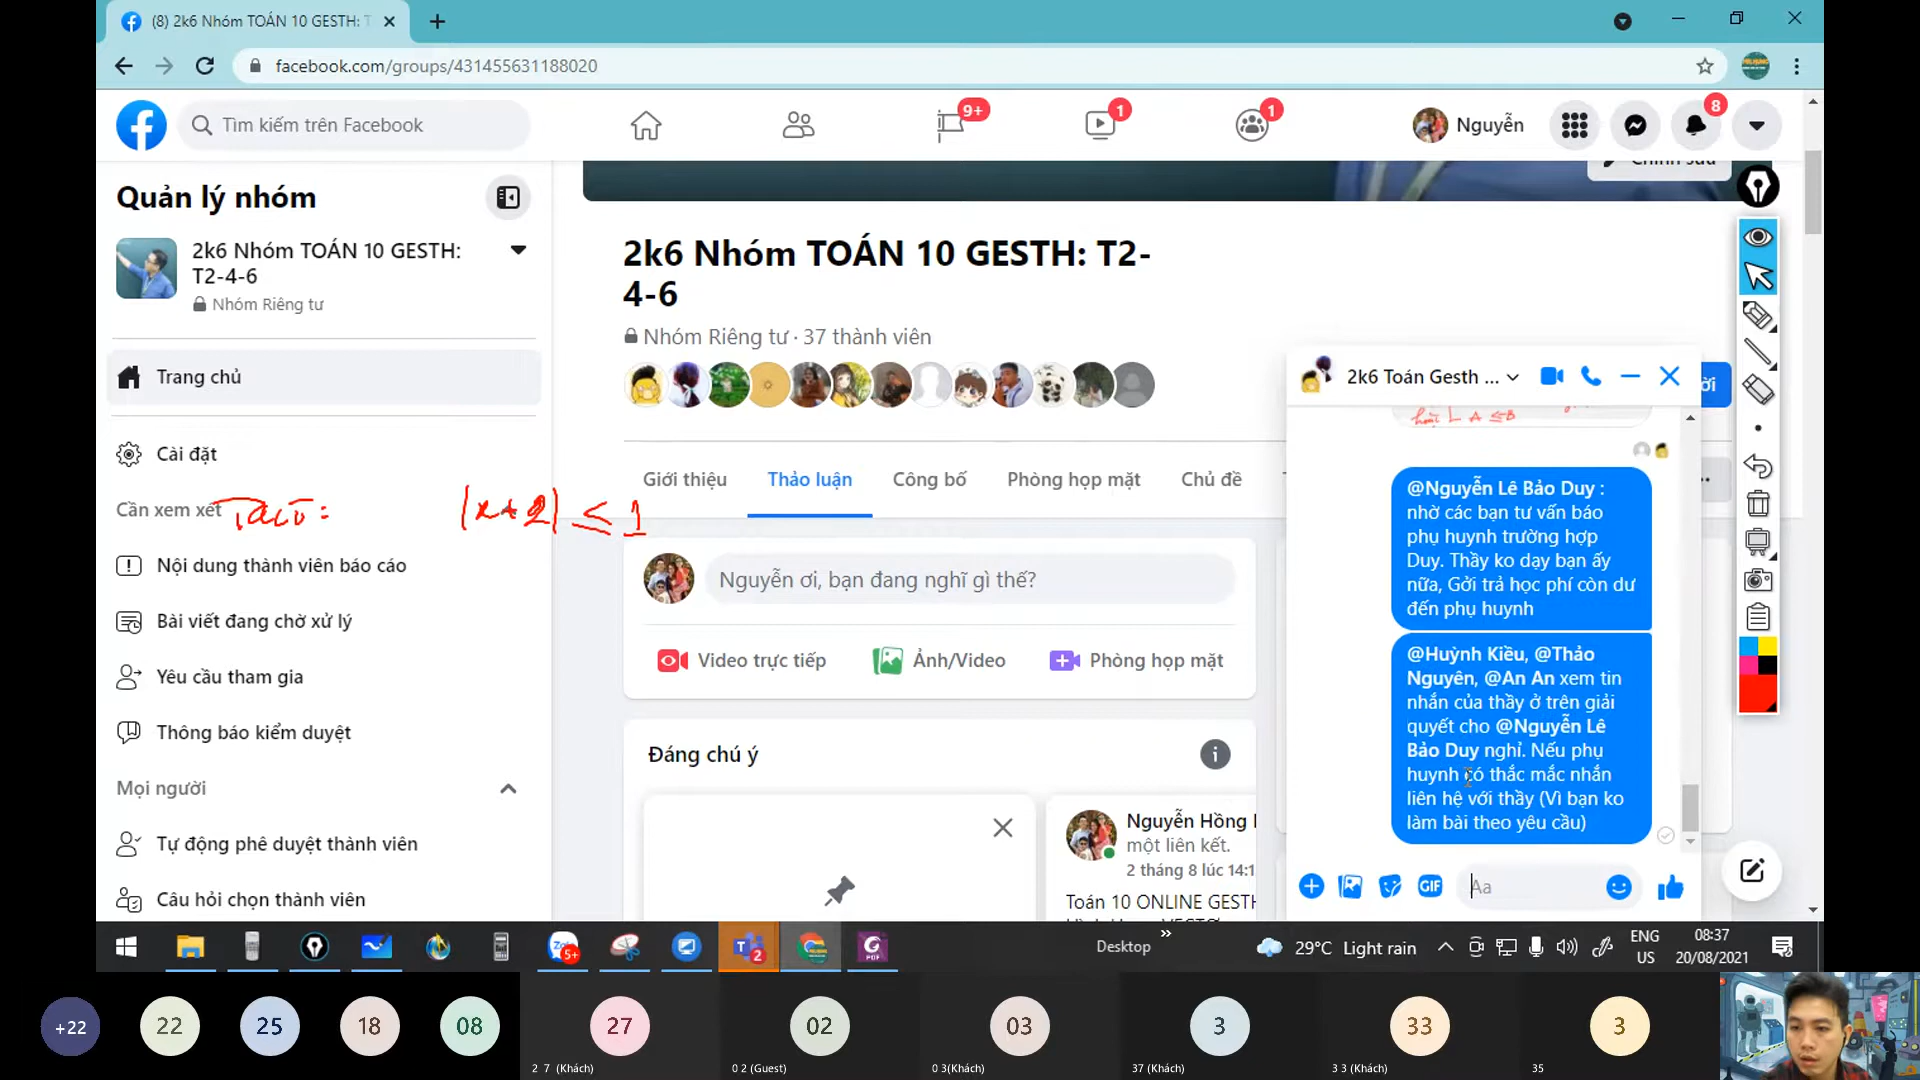 (8) 2k6 Nhóm TOÁN 10 GESTH: T
facebook.com/groups/431455631188020
Tìm kiếm trên Facebook
9+
1
1
Nguyễn
8
Quản lý nhóm
2k6 Nhóm TOÁN 10 GESTH:
T2-4-6
Nhóm Riêng tư
Trang chủ
Cài đặt
Cần xem xét
Nội dung thành viên báo cáo
Bài viết đang chờ xử lý
Yêu cầu tham gia
Thông báo kiểm duyệt
Mọi người
Tự động phê duyệt thành viên
Câu hỏi chọn thành viên
Chỉnh sửa
2k6 Nhóm TOÁN 10 GESTH: T2-
4-6
Nhóm Riêng tư · 37 thành viên
Giới thiệu
Thảo luận
Công bố
Phòng họp mặt
Chủ đề
|x+2| ≤ 1
Nguyễn ơi, bạn đang nghĩ gì thế?
Video trực tiếp
Ảnh/Video
Phòng họp mặt
Đáng chú ý
Nguyễn Hồng
một liên kết.
2 tháng 8 lúc 14:1
Toán 10 ONLINE GESTH
2k6 Toán Gesth ...
A ≤ B
@Nguyễn Lê Bảo Duy :
nhờ các bạn tư vấn báo
phụ huynh trường hợp
Duy. Thầy ko dạy bạn ấy
nữa, Gởi trả học phí còn dư
đến phụ huynh
@Huỳnh Kiều, @Thảo
Nguyên, @An An xem tin
nhắn của thầy ở trên giải
quyết cho @Nguyễn Lê
Bảo Duy nghỉ. Nếu phụ
huynh có thắc mắc nhắn
liên hệ với thầy (Vì bạn ko
làm bài theo yêu cầu)
GIF
Aa
5+
2
PDF
Desktop
29°C Light rain
ENG
US
08:37
20/08/2021
+22
22
25
18
08
27
02
03
3
33
3
2 7 (Khách)
0 2 (Guest)
0 3(Khách)
37 (Khách)
3 3 (Khách)
35